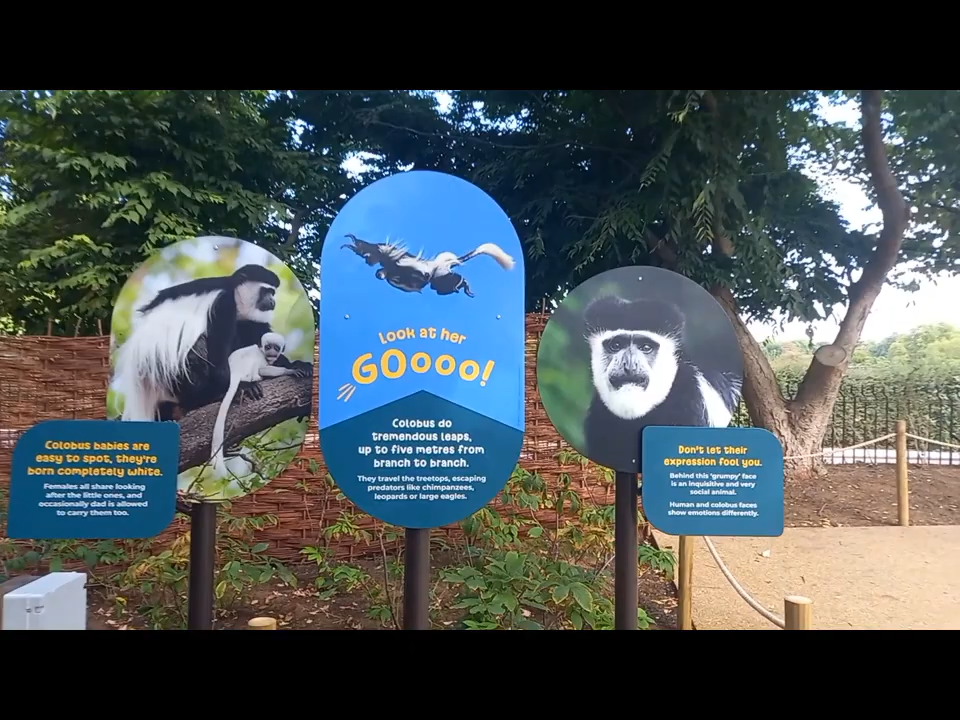 Colobus babies are
easy to spot, they're
born completely white.
Females all share looking
after the little ones, and
occasionally dad is allowed
to carry them too.
Look at her
GOoooo!
Colobus do
tremendous leaps,
up to five metres from
branch to branch.
They travel the treetops, escaping
predators like chimpanzees,
leopards or large eagles.
Don't let their
expression fool you.
Behind this 'grumpy' face
is an inquisitive and very
social animal.
Human and colobus faces
show emotions differently.